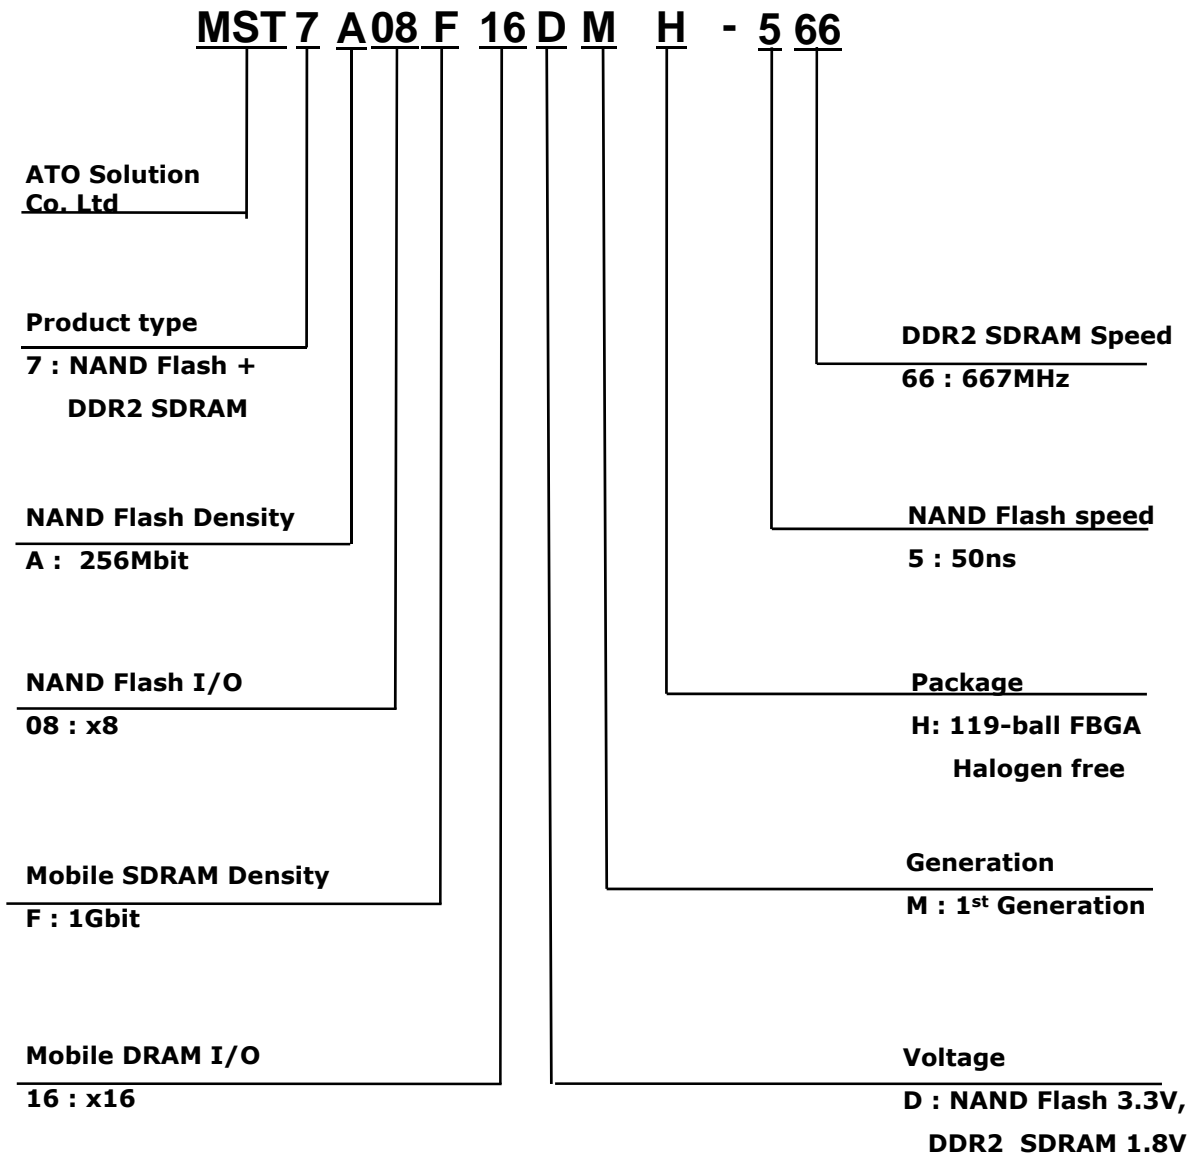 MST 7 A 08 F 16 D M H - 5 66
ATO Solution
Co. Ltd
Product type
7 : NAND Flash +
DDR2 SDRAM
NAND Flash Density
A : 256Mbit
NAND Flash I/O
08 : x8
Mobile SDRAM Density
F : 1Gbit
Mobile DRAM I/O
16 : x16
DDR2 SDRAM Speed
66 : 667MHz
NAND Flash speed
5 : 50ns
Package
H: 119-ball FBGA
Halogen free
Generation
M : 1st Generation
Voltage
D : NAND Flash 3.3V,
DDR2 SDRAM 1.8V